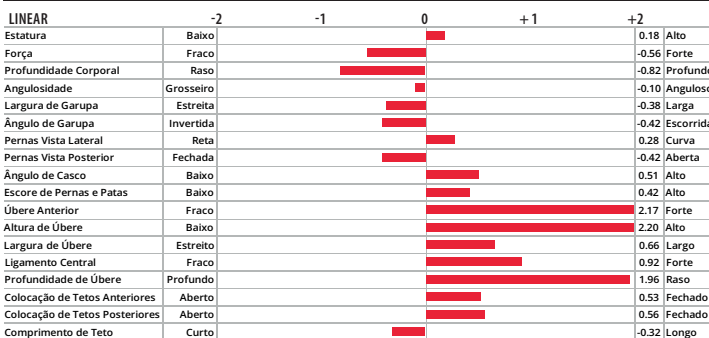 LINEAR -2 -1 0 +1 +2
Estatura Baixo 0.18 Alto
Força Fraco -0.56 Forte
Profundidade Corporal Raso -0.82 Profundo
Angulosidade Grosseiro -0.10 Anguloso
Largura de Garupa Estreita -0.38 Larga
Ângulo de Garupa Invertida -0.42 Escorrida
Pernas Vista Lateral Reta 0.28 Curva
Pernas Vista Posterior Fechada -0.42 Aberta
Ângulo de Casco Baixo 0.51 Alto
Escore de Pernas e Patas Baixo 0.42 Alto
Úbere Anterior Fraco 2.17 Forte
Altura de Úbere Baixo 2.20 Alto
Largura de Úbere Estreito 0.66 Largo
Ligamento Central Fraco 0.92 Forte
Profundidade de Úbere Profundo 1.96 Raso
Colocação de Tetos Anteriores Aberto 0.53 Fechado
Colocação de Tetos Posteriores Aberto 0.56 Fechado
Comprimento de Teto Curto -0.32 Longo